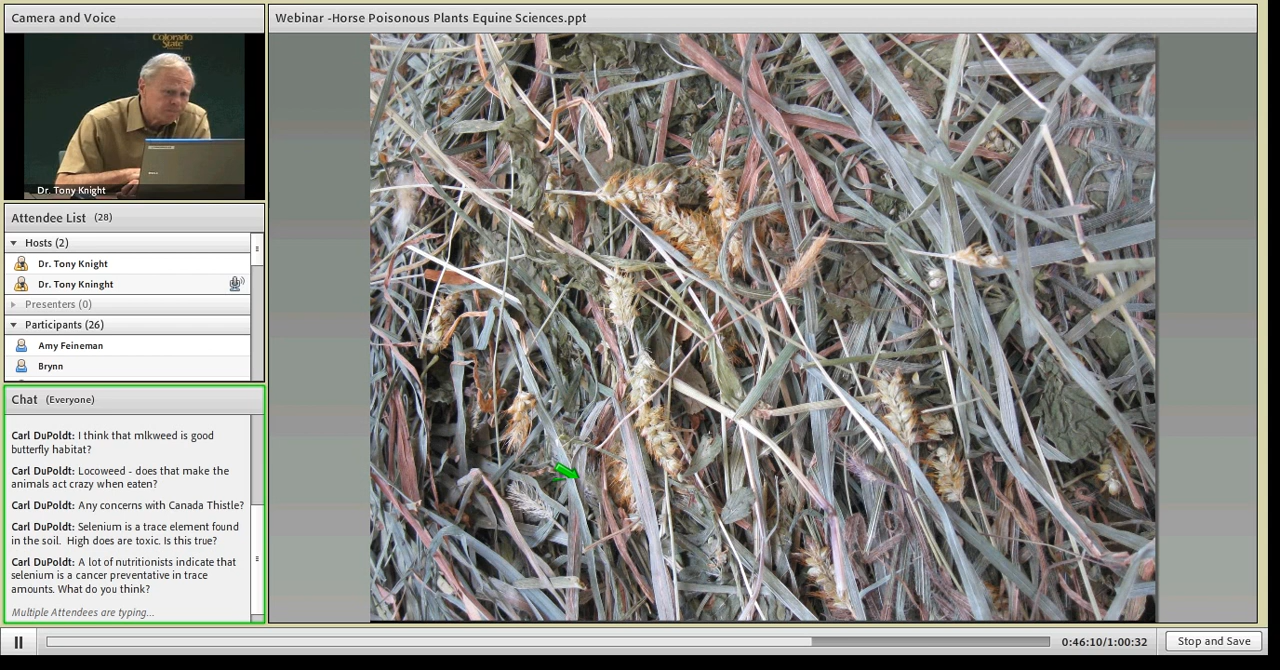 Camera and Voice
Colorado
State
Dr. Tony Knight
Attendee List (28)
Hosts (2)
Dr. Tony Knight
Dr. Tony Kninght
Presenters (0)
Participants (26)
Amy Feineman
Brynn
Chat (Everyone)
Carl DuPoldt: I think that mlkweed is good
butterfly habitat?
Carl DuPoldt: Locoweed - does that make the
animals act crazy when eaten?
Carl DuPoldt: Any concerns with Canada Thistle?
Carl DuPoldt: Selenium is a trace element found
in the soil. High does are toxic. Is this true?
Carl DuPoldt: A lot of nutritionists indicate that
selenium is a cancer preventative in trace
amounts. What do you think?
Multiple Attendees are typing...
Webinar -Horse Poisonous Plants Equine Sciences.ppt
0:46:10/1:00:32
Stop and Save